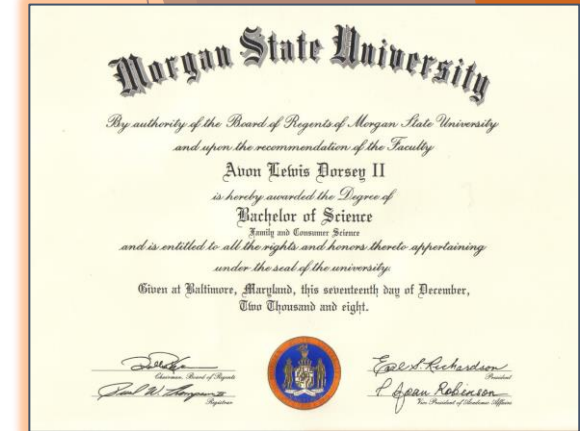 Morgan State University
By authority of the Board of Regents of Morgan State University
and upon the recommendation of the Faculty
Avon Lewis Dorsey II
is hereby awarded the Degree of
Bachelor of Science
Family and Consumer Science
and is entitled to all the rights and honors thereto appertaining
under the seal of the university.
Given at Baltimore, Maryland, this seventeenth day of December,
Two Thousand and eight.
Chairman, Board of Regents
Earl S. Richardson
President
Registrar
T Joan Robinson
Vice President of Academic Affairs